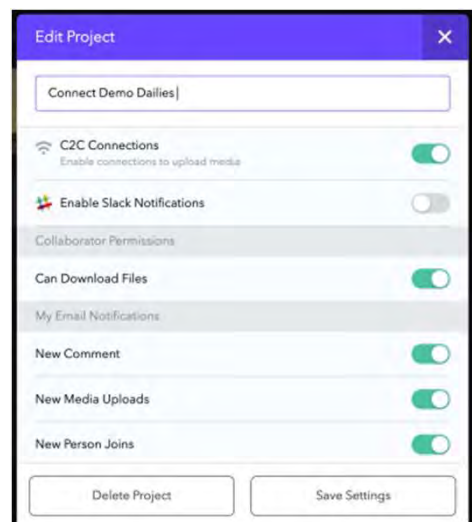 Edit Project
Connect Demo Dailies
C2C Connections
Enable connections to upload media
Enable Slack Notifications
Collaborator Permissions
Can Download Files
My Email Notifications
New Comment
New Media Uploads
New Person Joins
Delete Project
Save Settings